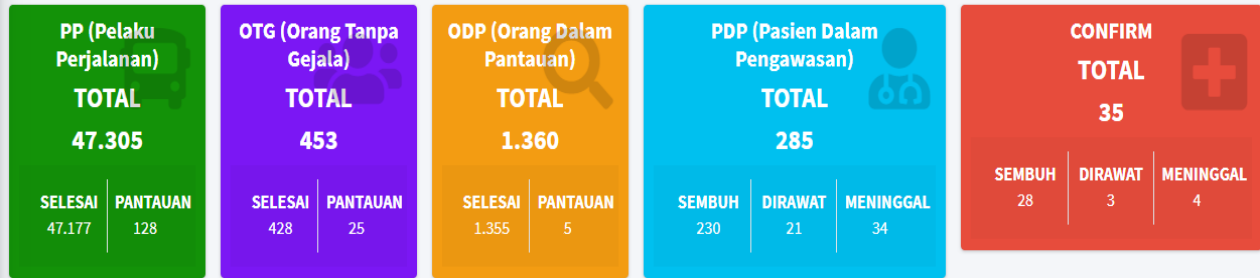 PP (Pelaku
Perjalanan)
TOTAL
47.305
SELESAI PANTAUAN
47.177 128
OTG (Orang Tanpa
Gejala)
TOTAL
453
SELESAI PANTAUAN
428 25
ODP (Orang Dalam
Pantauan)
TOTAL
1.360
SELESAI PANTAUAN
1.355 5
PDP (Pasien Dalam
Pengawasan)
TOTAL
285
SEMBUH DIRAWAT MENINGGAL
230 21 34
CONFIRM
TOTAL
35
SEMBUH DIRAWAT MENINGGAL
28 3 4